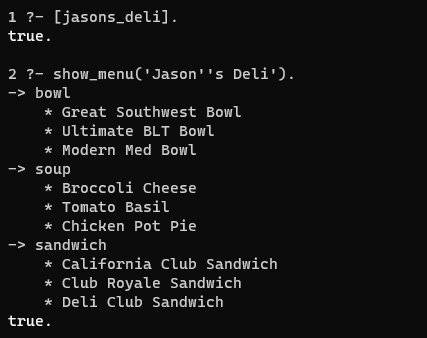 1 ?- [jasons_deli].
true.
2 ?- show_menu('Jason''s Deli').
-> bowl
* Great Southwest Bowl
* Ultimate BLT Bowl
* Modern Med Bowl
-> soup
* Broccoli Cheese
* Tomato Basil
* Chicken Pot Pie
-> sandwich
* California Club Sandwich
* Club Royale Sandwich
* Deli Club Sandwich
true.